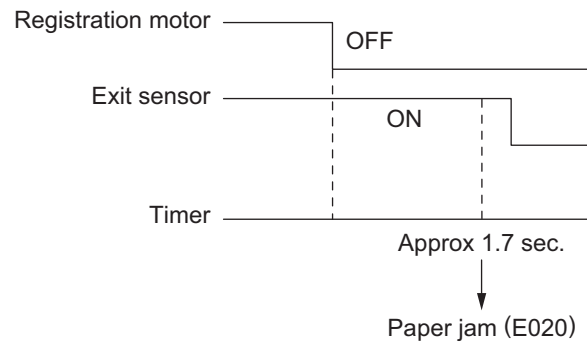 Registration motor
OFF
Exit sensor
ON
Timer
Approx 1.7 sec.
Paper jam (E020)